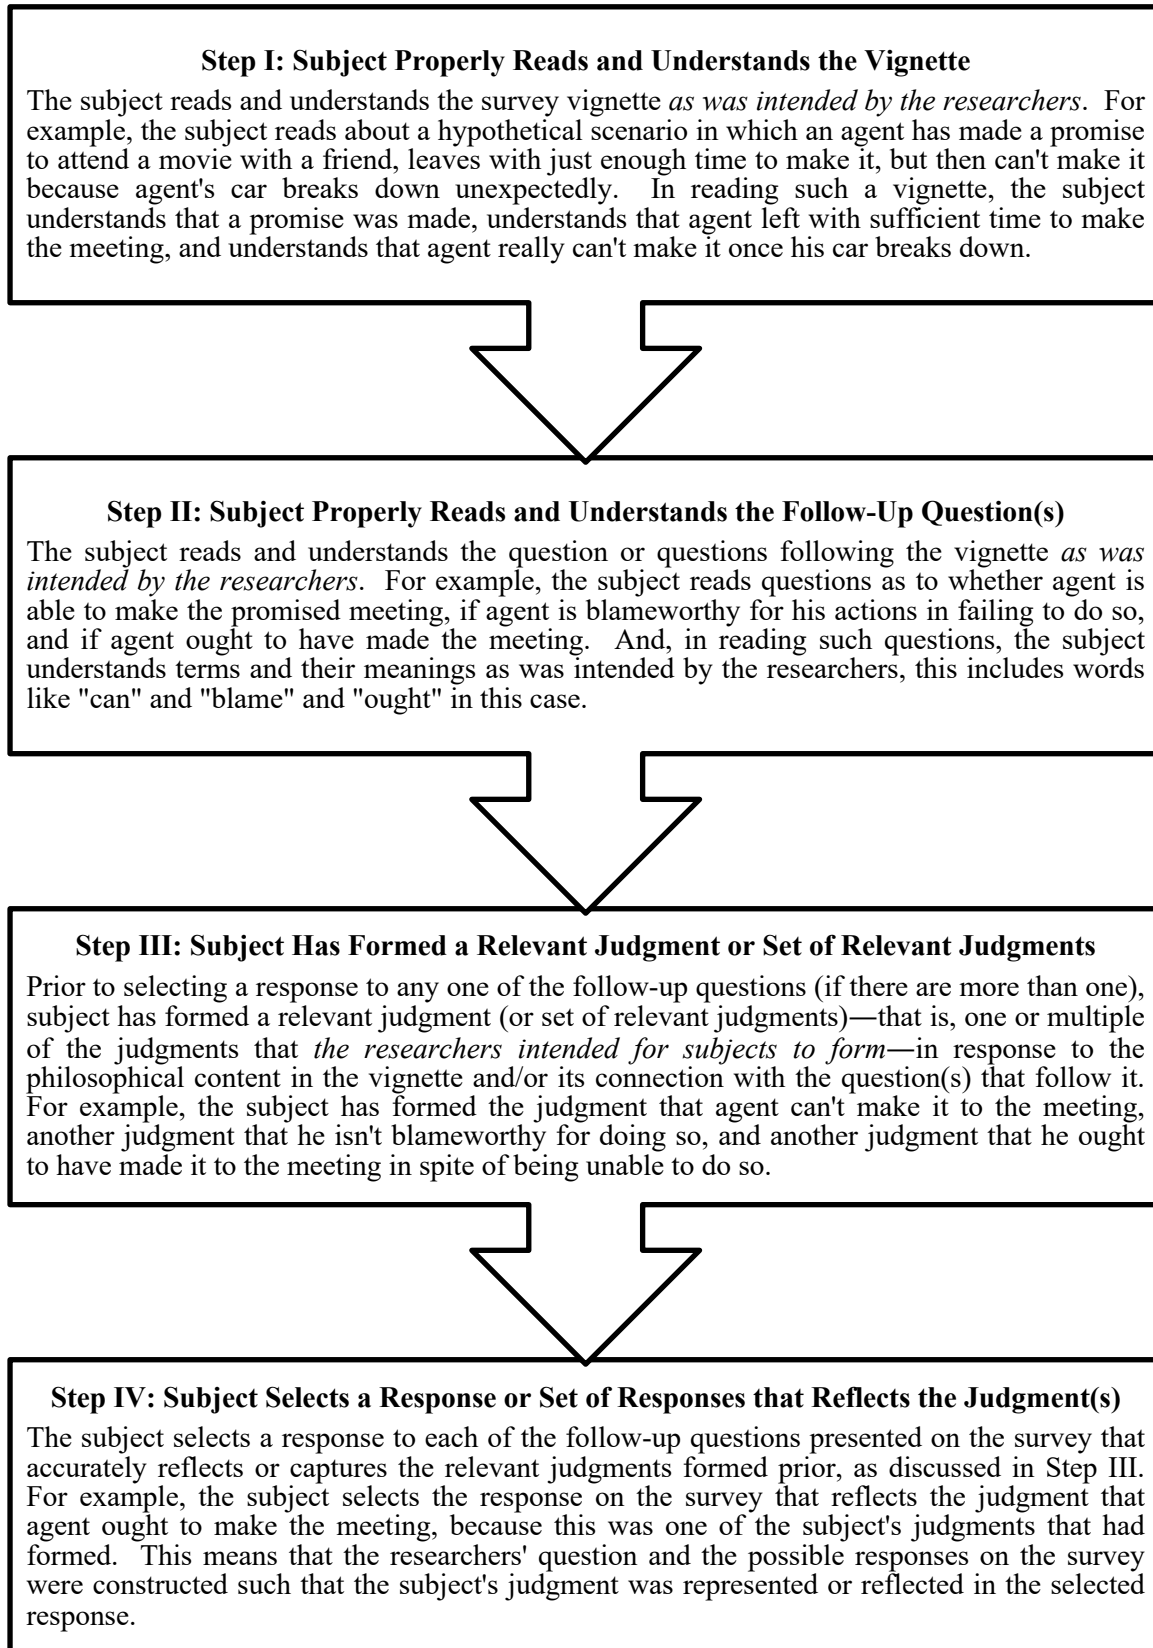 Step I: Subject Properly Reads and Understands the Vignette
The subject reads and understands the survey vignette as was intended by the researchers. For
example, the subject reads about a hypothetical scenario in which an agent has made a promise
to attend a movie with a friend, leaves with just enough time to make it, but then can't make it
because agent's car breaks down unexpectedly. In reading such a vignette, the subject
understands that a promise was made, understands that agent left with sufficient time to make
the meeting, and understands that agent really can't make it once his car breaks down.
Step II: Subject Properly Reads and Understands the Follow-Up Question(s)
The subject reads and understands the question or questions following the vignette as was
intended by the researchers. For example, the subject reads questions as to whether agent is
able to make the promised meeting, if agent is blameworthy for his actions in failing to do so,
and if agent ought to have made the meeting. And, in reading such questions, the subject
understands terms and their meanings as was intended by the researchers, this includes words
like "can" and "blame" and "ought" in this case.
Step III: Subject Has Formed a Relevant Judgment or Set of Relevant Judgments
Prior to selecting a response to any one of the follow-up questions (if there are more than one),
subject has formed a relevant judgment (or set of relevant judgments)—that is, one or multiple
of the judgments that the researchers intended for subjects to form—in response to the
philosophical content in the vignette and/or its connection with the question(s) that follow it.
For example, the subject has formed the judgment that agent can't make it to the meeting,
another judgment that he isn't blameworthy for doing so, and another judgment that he ought
to have made it to the meeting in spite of being unable to do so.
Step IV: Subject Selects a Response or Set of Responses that Reflects the Judgment(s)
The subject selects a response to each of the follow-up questions presented on the survey that
accurately reflects or captures the relevant judgments formed prior, as discussed in Step III.
For example, the subject selects the response on the survey that reflects the judgment that
agent ought to make the meeting, because this was one of the subject's judgments that had
formed. This means that the researchers' question and the possible responses on the survey
were constructed such that the subject's judgment was represented or reflected in the selected
response.